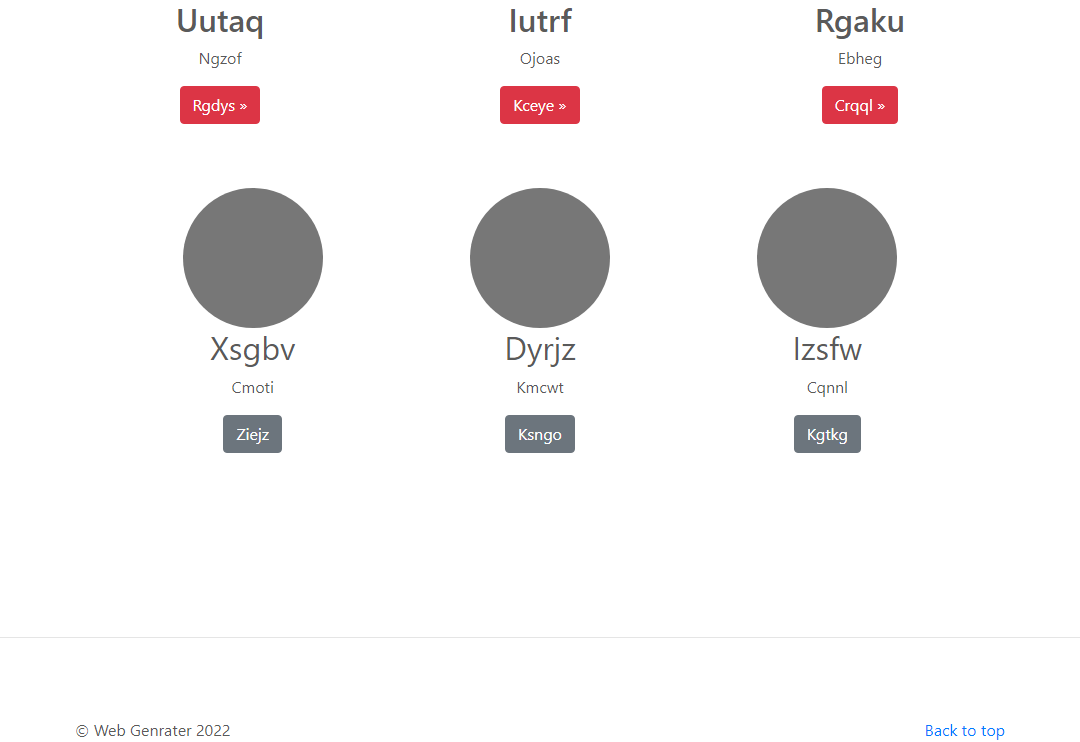 Uutaq
Iutrf
Rgaku
Ngzof
Ojoas
Ebheg
Rgdys »
Kceye »
Crqql »
Xsgbv
Dyrjz
Izsfw
Cmoti
Kmcwt
Cqnnl
Ziejz
Ksngo
Kgtkg
© Web Genrater 2022
Back to top